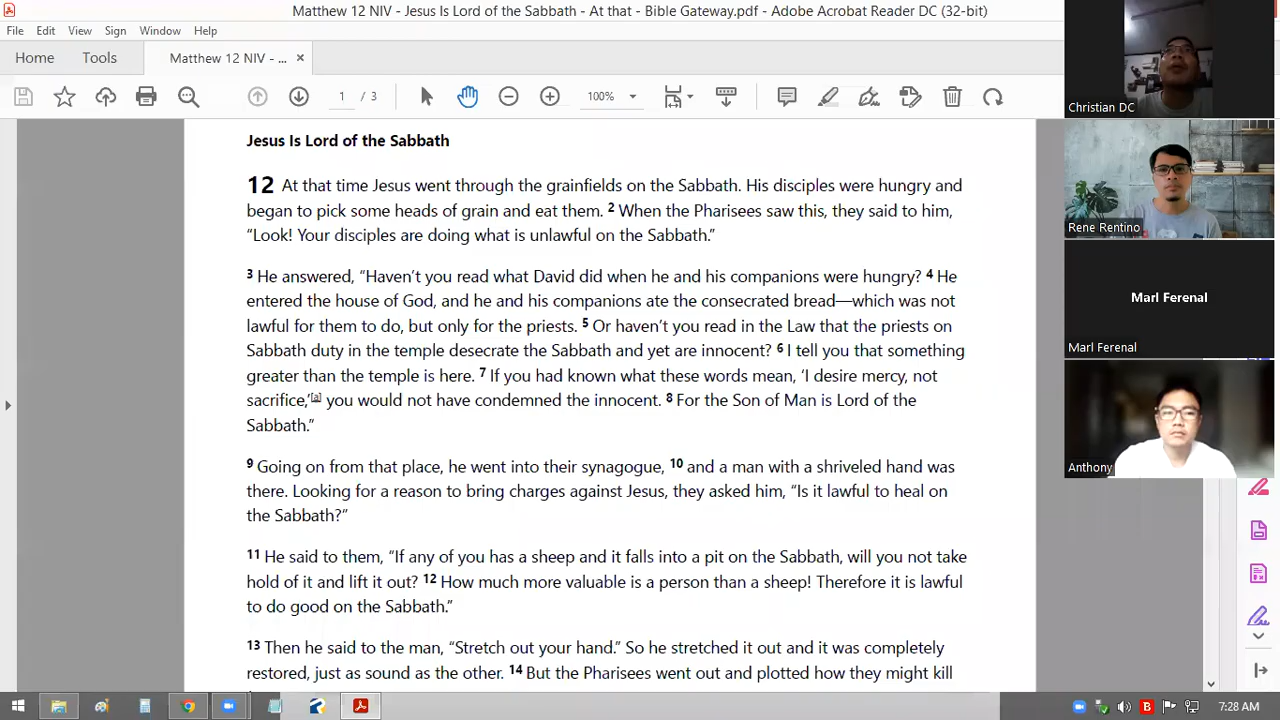 Matthew 12 NIV - Jesus Is Lord of the Sabbath - At that - Bible Gateway.pdf - Adobe Acrobat Reader DC (32-bit)
File Edit View Sign Window Help
Home Tools Matthew 12 NIV - ... ×
1 / 3 100%
Jesus Is Lord of the Sabbath
12 At that time Jesus went through the grainfields on the Sabbath. His disciples were hungry and
began to pick some heads of grain and eat them. 2 When the Pharisees saw this, they said to him,
“Look! Your disciples are doing what is unlawful on the Sabbath.”
3 He answered, “Haven’t you read what David did when he and his companions were hungry? 4 He
entered the house of God, and he and his companions ate the consecrated bread—which was not
lawful for them to do, but only for the priests. 5 Or haven’t you read in the Law that the priests on
Sabbath duty in the temple desecrate the Sabbath and yet are innocent? 6 I tell you that something
greater than the temple is here. 7 If you had known what these words mean, ‘I desire mercy, not
sacrifice,’[a] you would not have condemned the innocent. 8 For the Son of Man is Lord of the
Sabbath.”
9 Going on from that place, he went into their synagogue, 10 and a man with a shriveled hand was
there. Looking for a reason to bring charges against Jesus, they asked him, “Is it lawful to heal on
the Sabbath?”
11 He said to them, “If any of you has a sheep and it falls into a pit on the Sabbath, will you not take
hold of it and lift it out? 12 How much more valuable is a person than a sheep! Therefore it is lawful
to do good on the Sabbath.”
13 Then he said to the man, “Stretch out your hand.” So he stretched it out and it was completely
restored, just as sound as the other. 14 But the Pharisees went out and plotted how they might kill
Christian DC
Rene Rentino
Marl Ferenal
Marl Ferenal
Anthony
B
7:28 AM